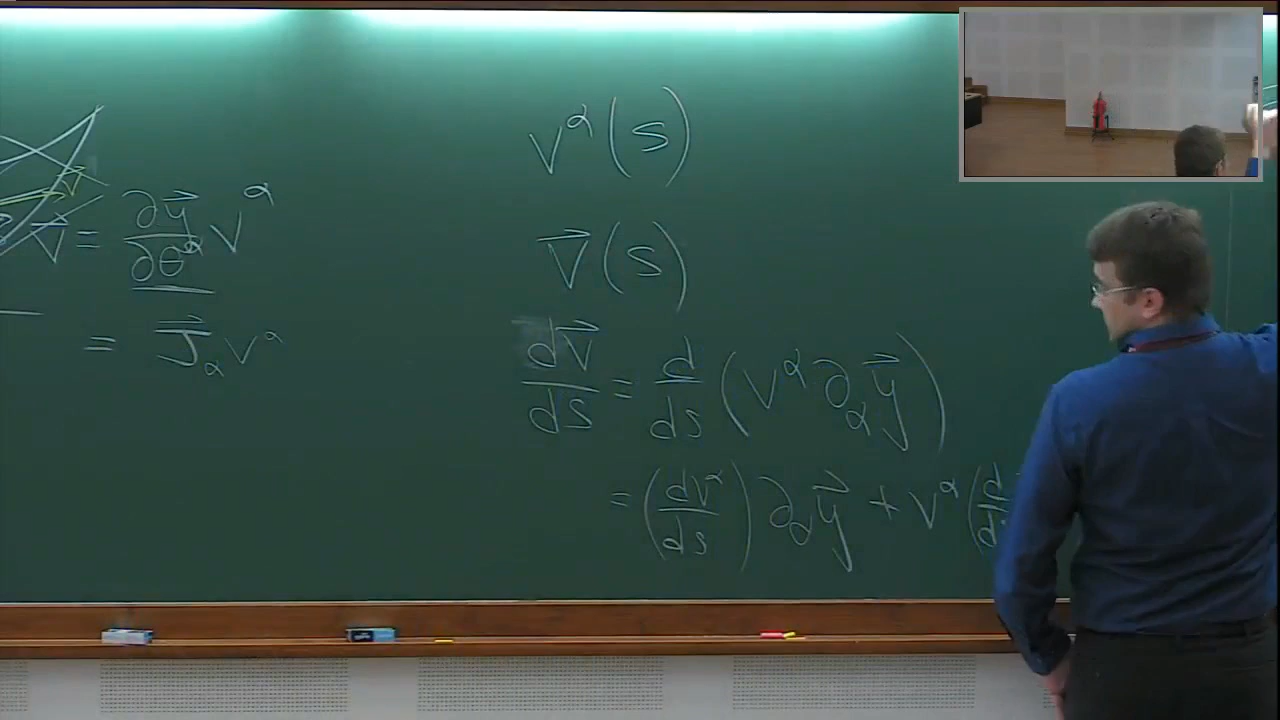 V⃗ = ∂y⃗/∂θ^α V^α
= J⃗_α V^α
V^α(s)
V⃗(s)
dV⃗/ds = d/ds (V^α ∂_α y⃗)
= (dV^α/ds) ∂_α y⃗ + V^α (d/d